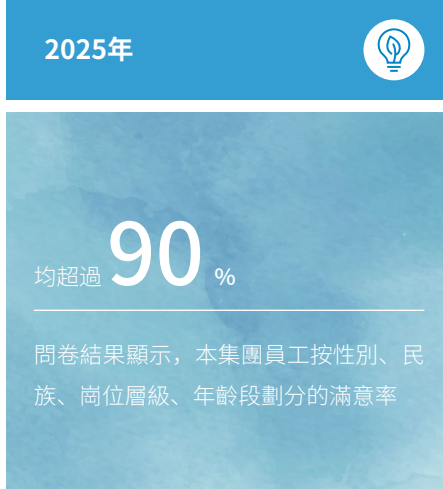 2025年
均超過 90 %
問卷結果顯示，本集團員工按性別、民
族、崗位層級、年齡段劃分的滿意率